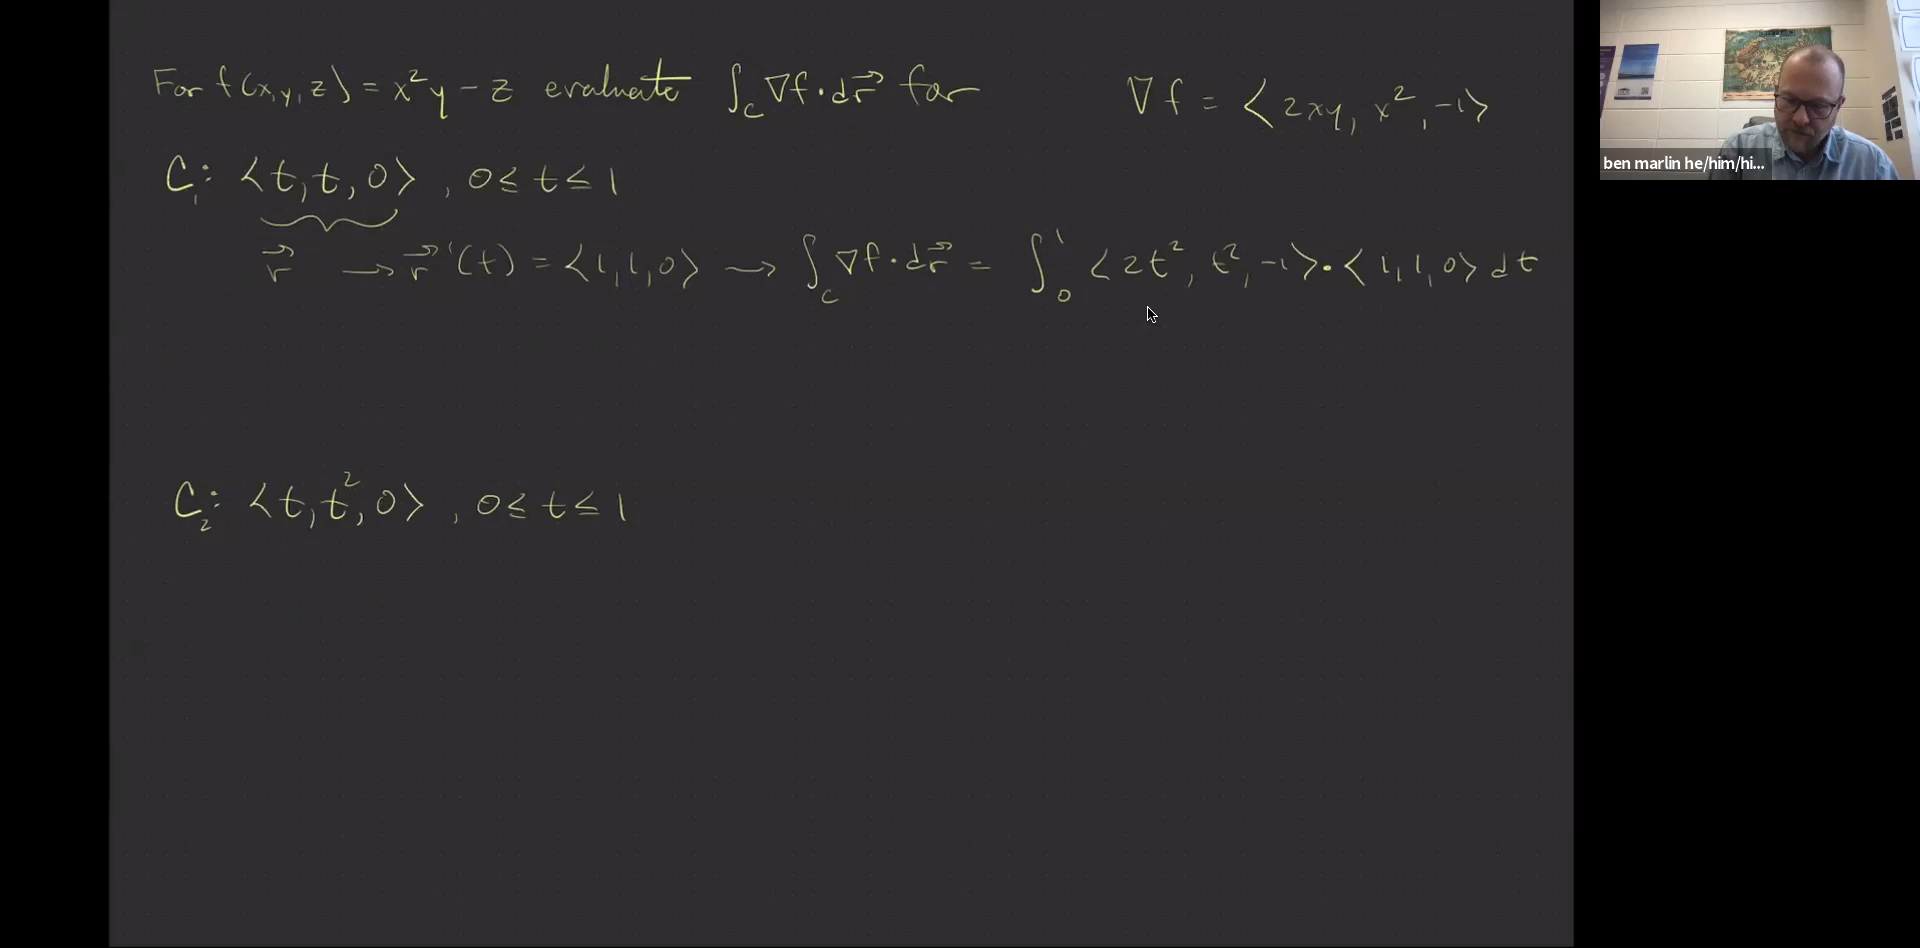 For f(x,y,z) = x²y − z evaluate ∫_C ∇f · dr⃗ for
∇f = ⟨2xy, x², −1⟩
C₁: ⟨t, t, 0⟩ , 0 ≤ t ≤ 1
r⃗ → r⃗ '(t) = ⟨1, 1, 0⟩ → ∫_C ∇f · dr⃗ = ∫₀¹ ⟨2t², t², −1⟩ · ⟨1, 1, 0⟩ dt
C₂: ⟨t, t², 0⟩ , 0 ≤ t ≤ 1
ben marlin he/him/hi...